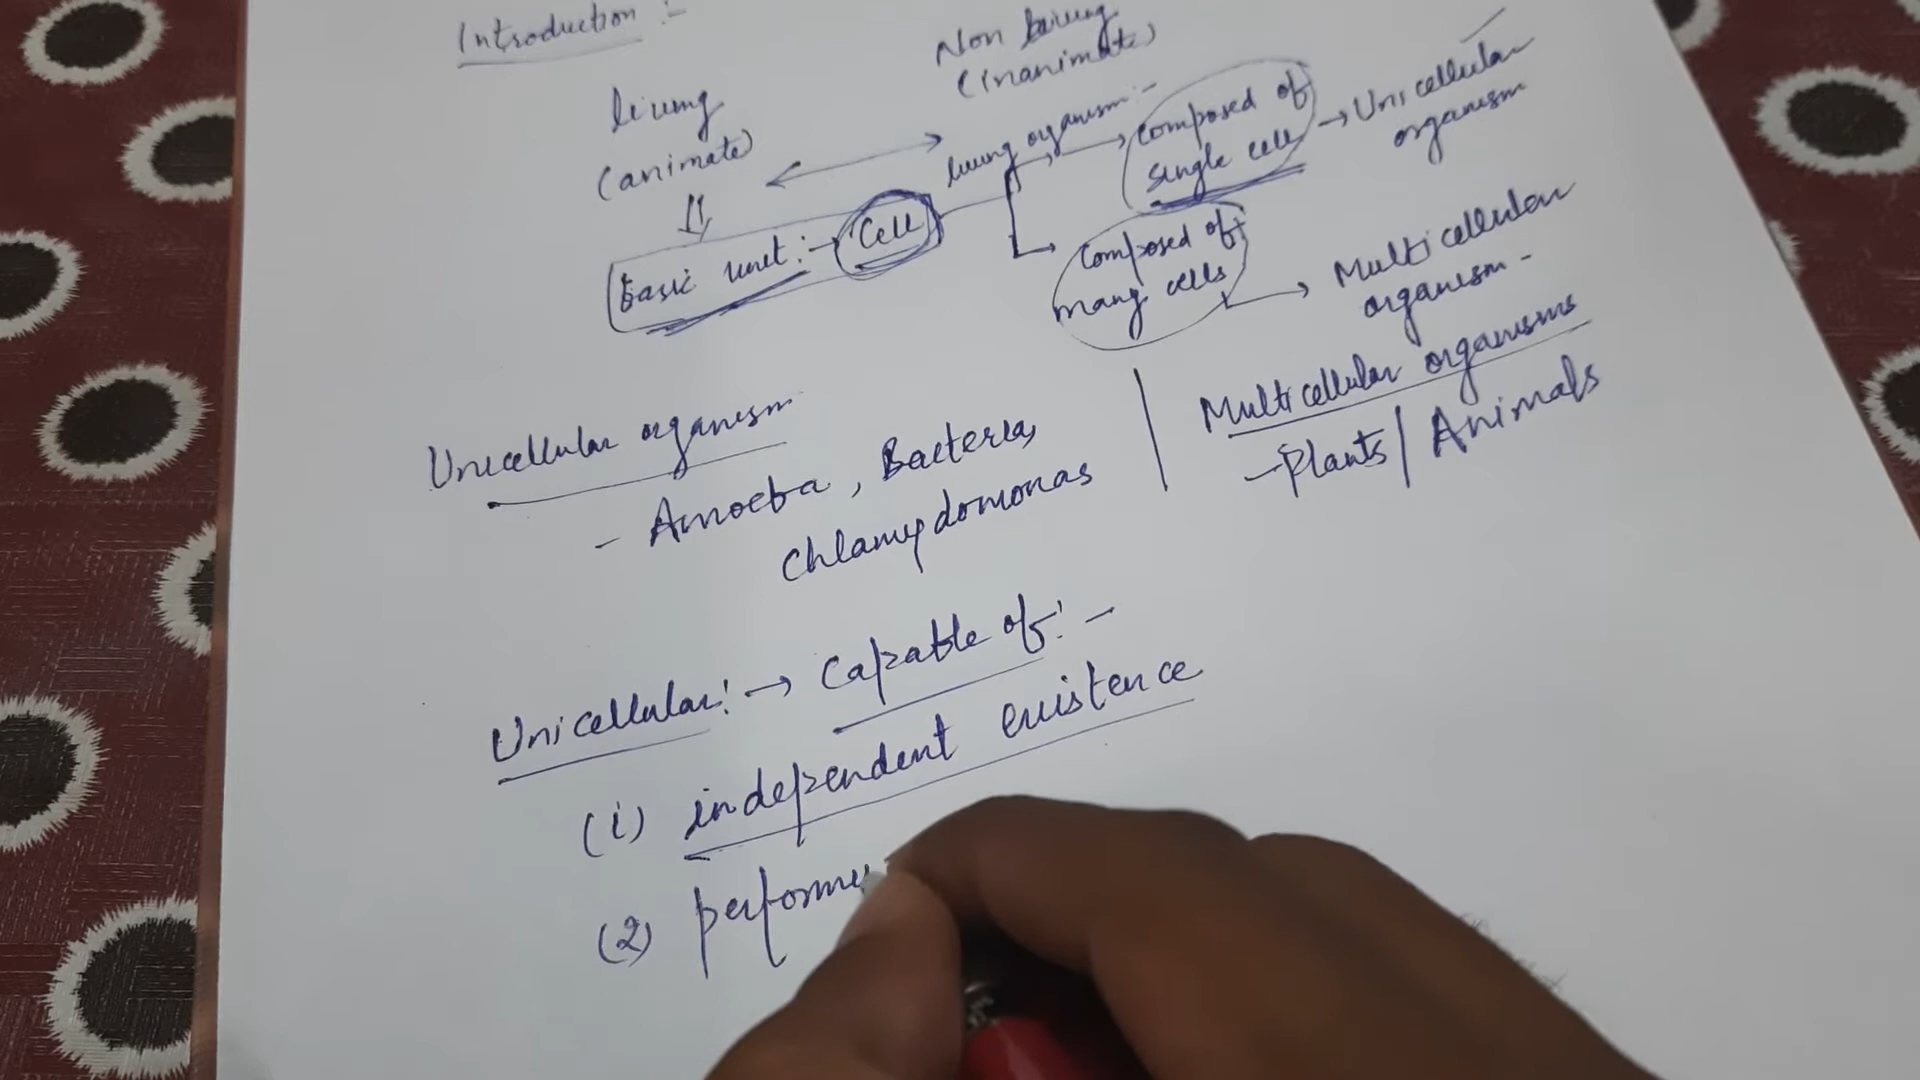 Introduction :-
living
(animate)
Non living
(inanimate)
Basic unit :- Cell
living organism :-
composed of
single cell
Unicellular
organism
Composed of
many cells
Multicellular
organism -
Unicellular organism
- Amoeba, Bacteria,
Chlamydomonas
Multicellular organisms
- Plants / Animals
Unicellular: → Capable of: -
(i) independent existence
(2) perform